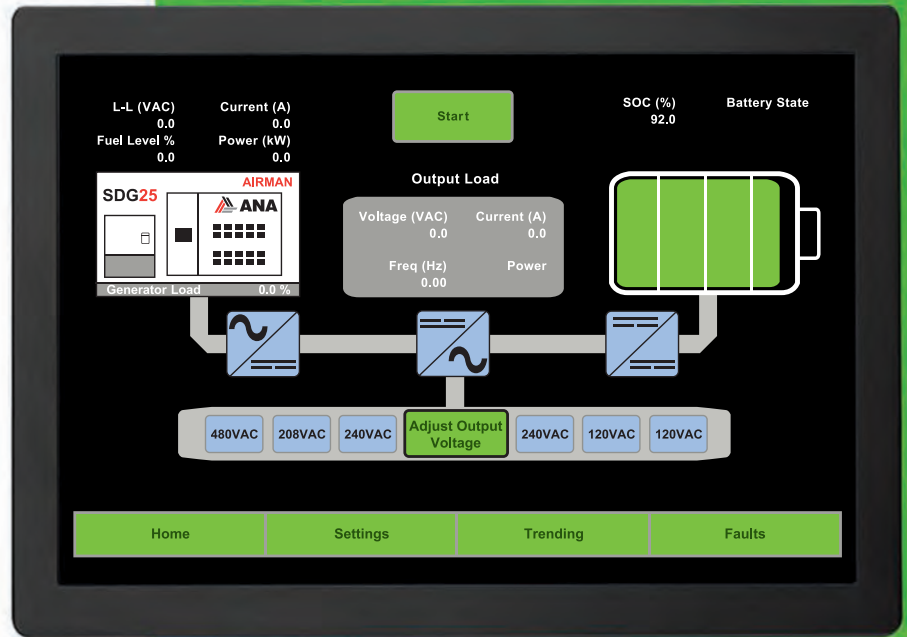 L-L (VAC) Current (A)
0.0 0.0
Fuel Level % Power (kW)
0.0 0.0
Start
SOC (%) Battery State
92.0
SDG25
AIRMAN
ANA
Generator Load 0.0 %
Output Load
Voltage (VAC) Current (A)
0.0 0.0
Freq (Hz) Power
0.00
480VAC 208VAC 240VAC
Adjust Output
Voltage
240VAC 120VAC 120VAC
Home Settings Trending Faults